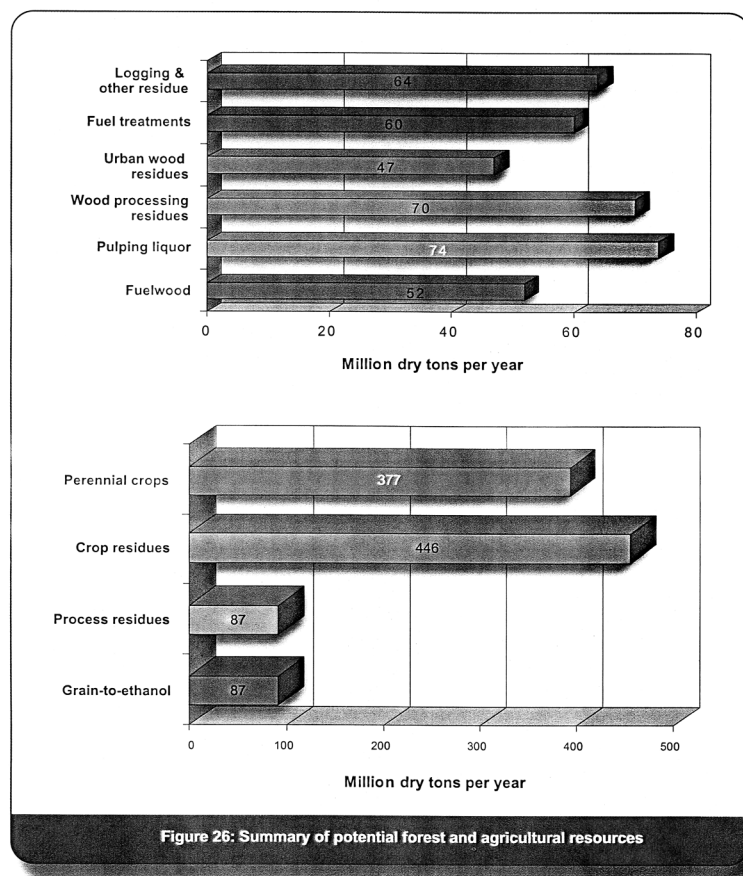 Logging &
other residue
64
Fuel treatments
60
Urban wood
residues
47
Wood processing
residues
70
Pulping liquor
74
Fuelwood
52
0 20 40 60 80
Million dry tons per year
Perennial crops
377
Crop residues
446
Process residues
87
Grain-to-ethanol
87
0 100 200 300 400 500
Million dry tons per year
Figure 26: Summary of potential forest and agricultural resources